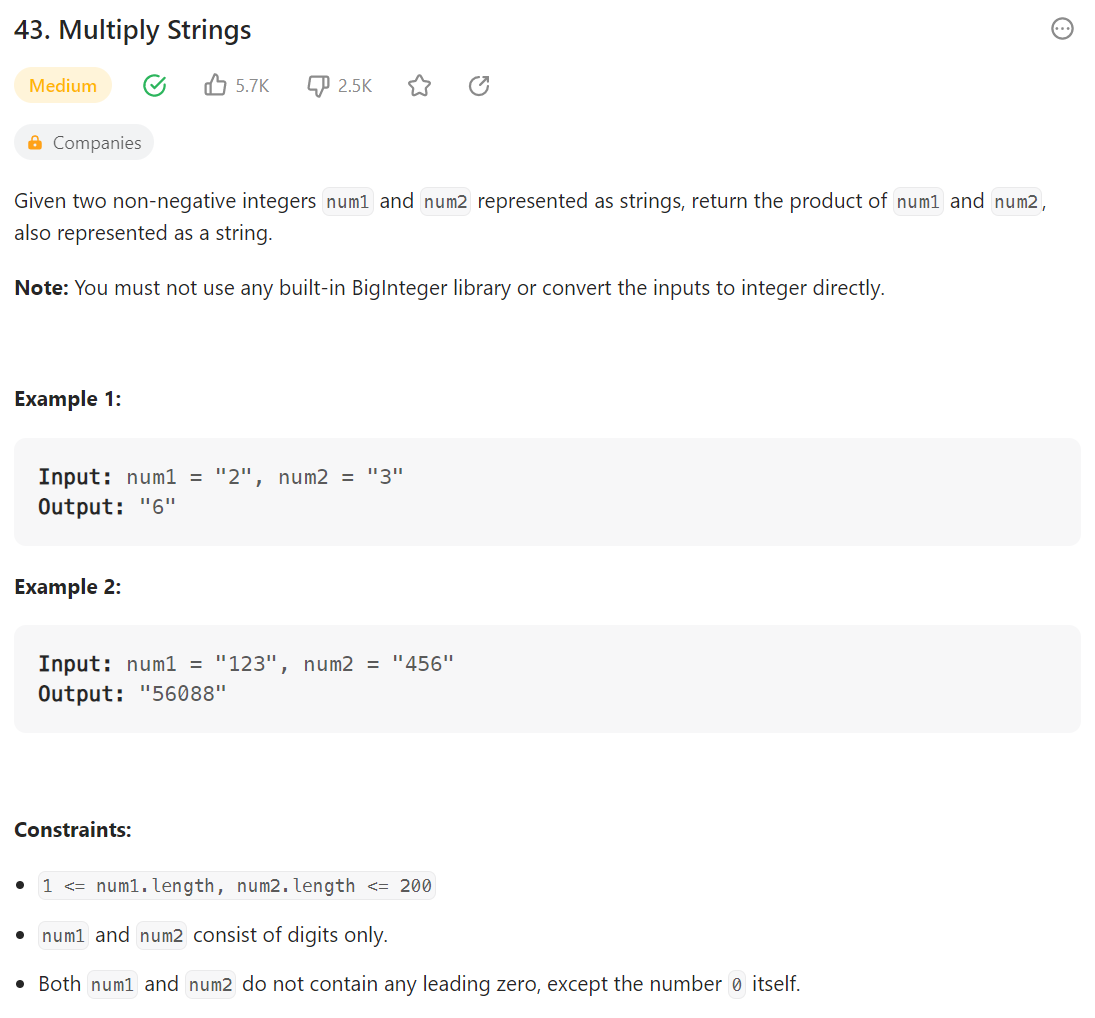 43. Multiply Strings
Medium 5.7K 2.5K
Companies
Given two non-negative integers num1 and num2 represented as strings, return the product of num1 and num2,
also represented as a string.
Note: You must not use any built-in BigInteger library or convert the inputs to integer directly.
Example 1:
Input: num1 = "2", num2 = "3"
Output: "6"
Example 2:
Input: num1 = "123", num2 = "456"
Output: "56088"
Constraints:
• 1 <= num1.length, num2.length <= 200
• num1 and num2 consist of digits only.
• Both num1 and num2 do not contain any leading zero, except the number 0 itself.